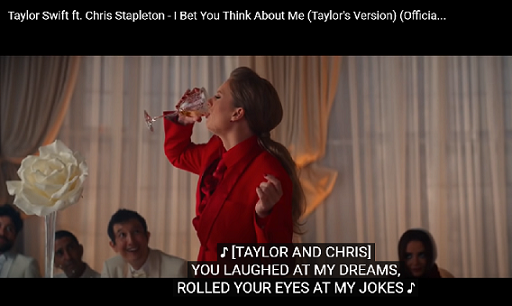 Taylor Swift ft. Chris Stapleton - I Bet You Think About Me (Taylor's Version) (Officia...
♪ [TAYLOR AND CHRIS]
YOU LAUGHED AT MY DREAMS,
ROLLED YOUR EYES AT MY JOKES ♪